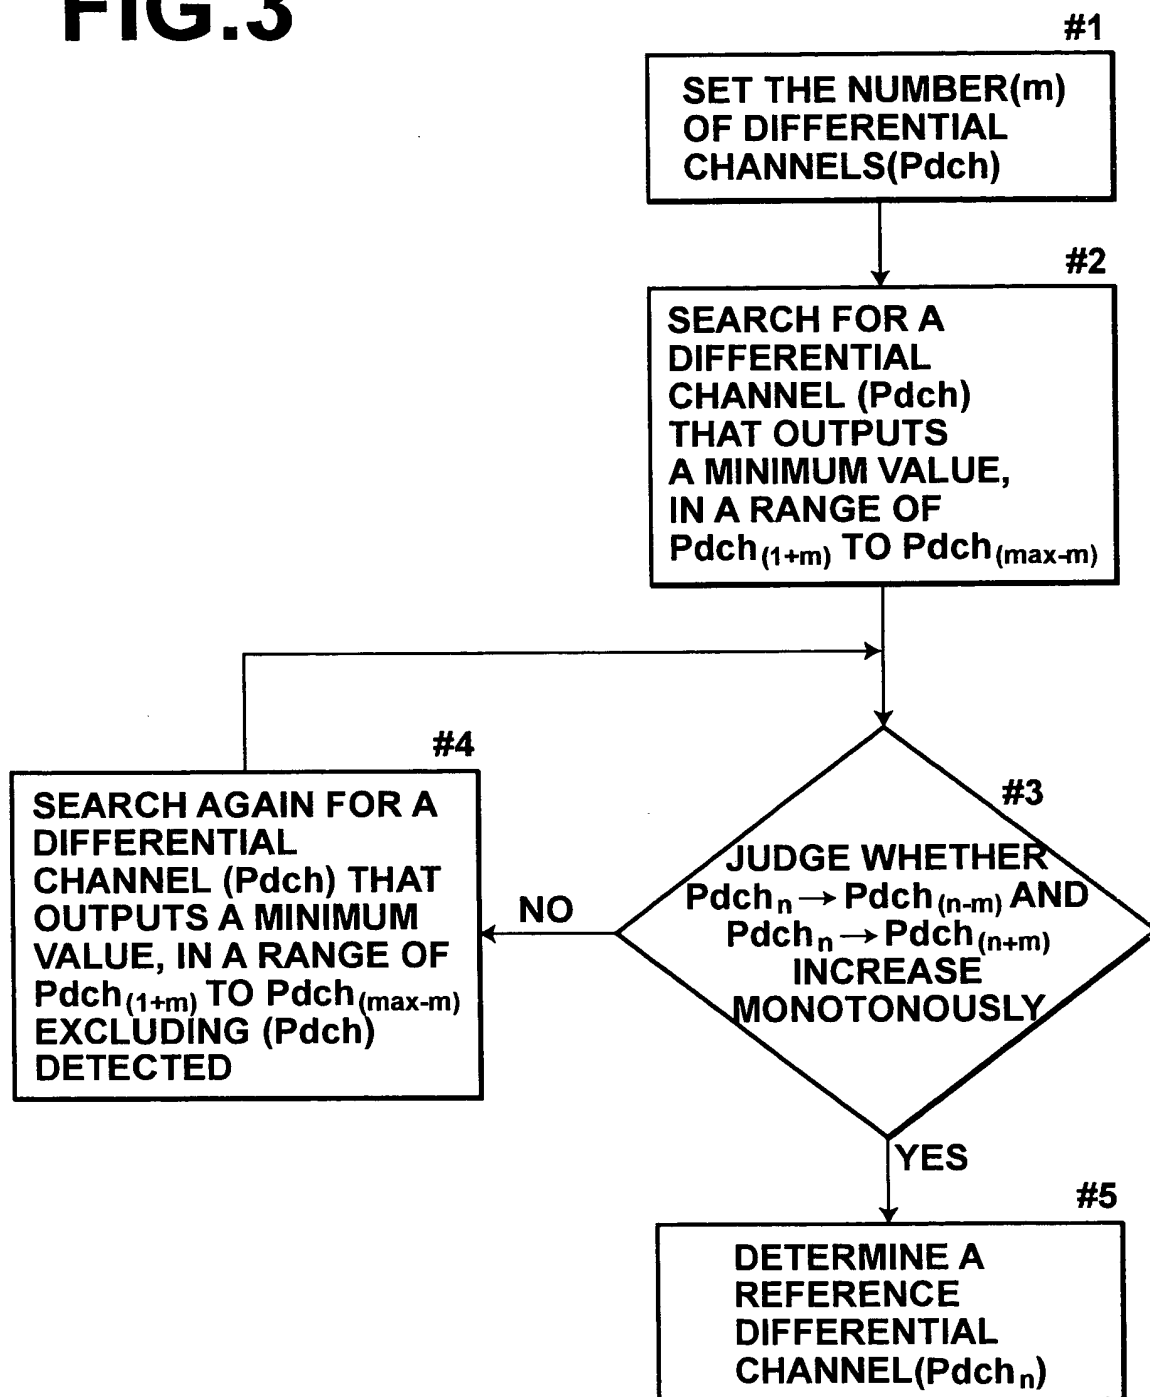 FIG.3
#1
SET THE NUMBER(m)
OF DIFFERENTIAL
CHANNELS(Pdch)
#2
SEARCH FOR A
DIFFERENTIAL
CHANNEL (Pdch)
THAT OUTPUTS
A MINIMUM VALUE,
IN A RANGE OF
Pdch(1+m) TO Pdch(max-m)
#3
JUDGE WHETHER
Pdchn→Pdch(n-m) AND
Pdchn→Pdch(n+m)
INCREASE
MONOTONOUSLY
NO
#4
SEARCH AGAIN FOR A
DIFFERENTIAL
CHANNEL (Pdch) THAT
OUTPUTS A MINIMUM
VALUE, IN A RANGE OF
Pdch(1+m) TO Pdch(max-m)
EXCLUDING (Pdch)
DETECTED
YES
#5
DETERMINE A
REFERENCE
DIFFERENTIAL
CHANNEL(Pdchn)